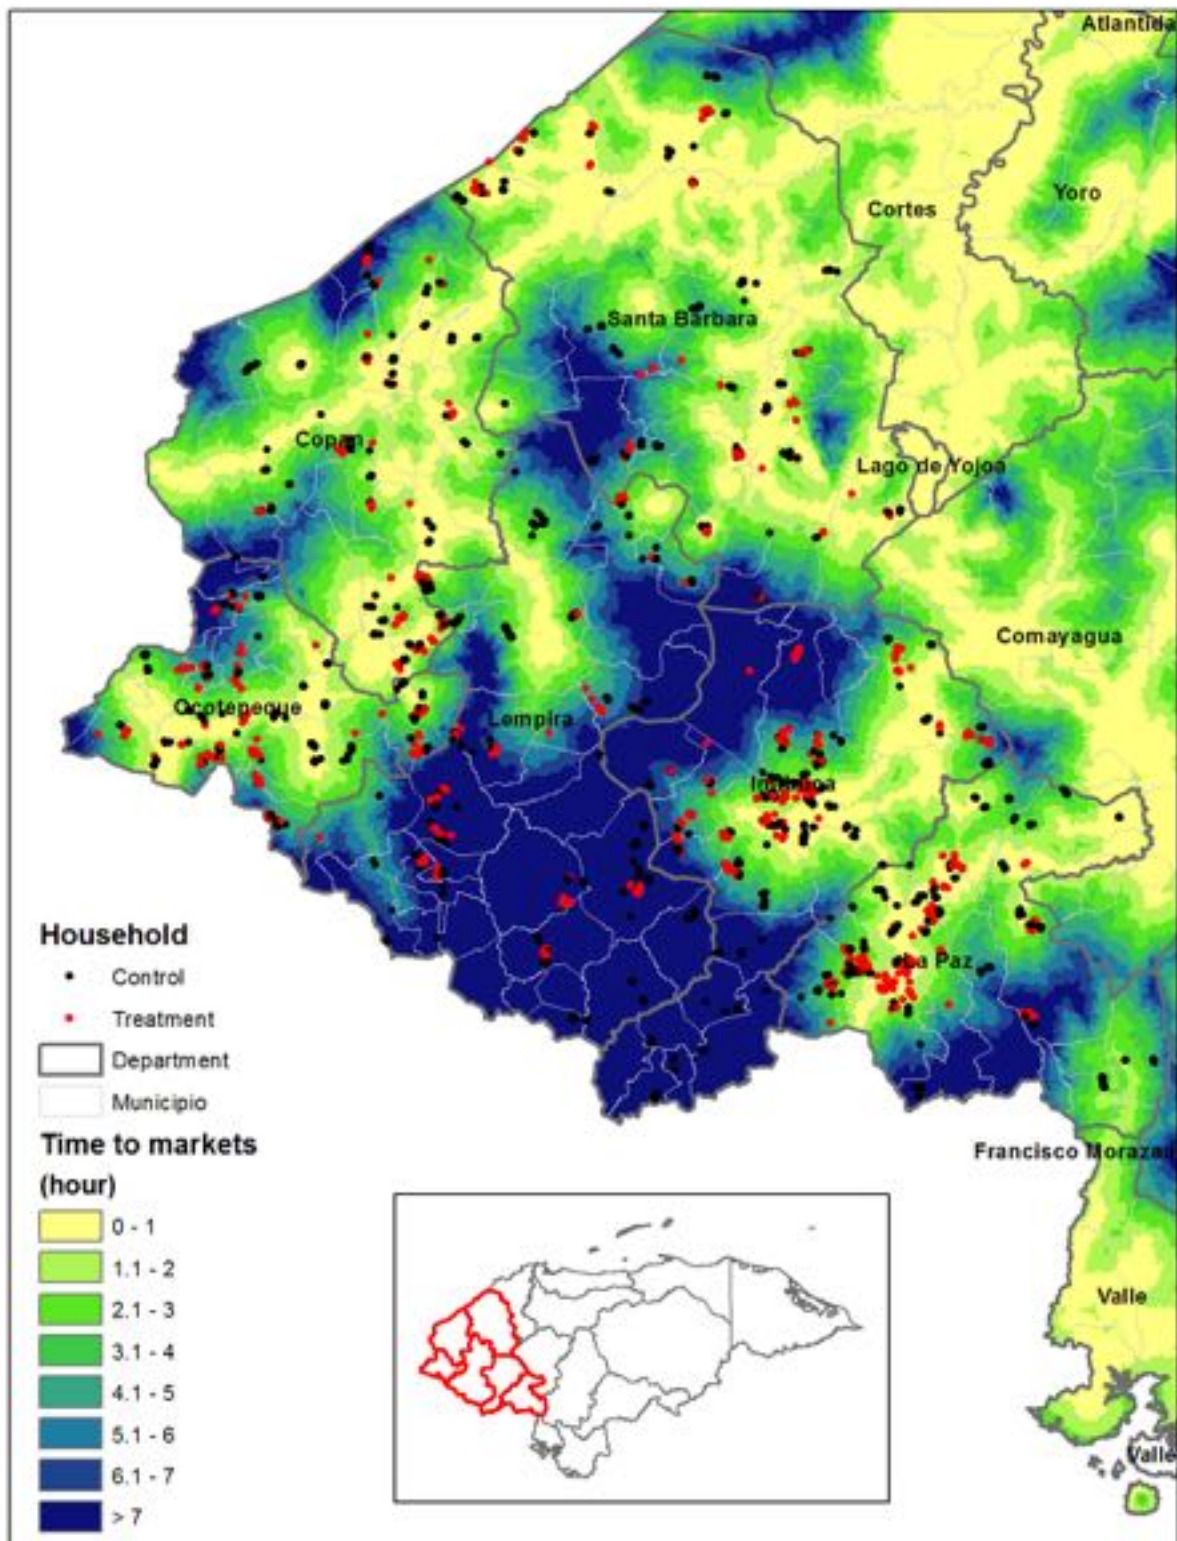 Atlantida
Yoro
Cortes
Santa Barbara
Copan
Lago de Yojoa
Comayagua
Ocotepeque
Lempira
Intibuca
La Paz
Household
Control
Treatment
Department
Municipio
Time to markets
(hour)
0 - 1
1.1 - 2
2.1 - 3
3.1 - 4
4.1 - 5
5.1 - 6
6.1 - 7
> 7
Francisco Morazan
Valle
Valle